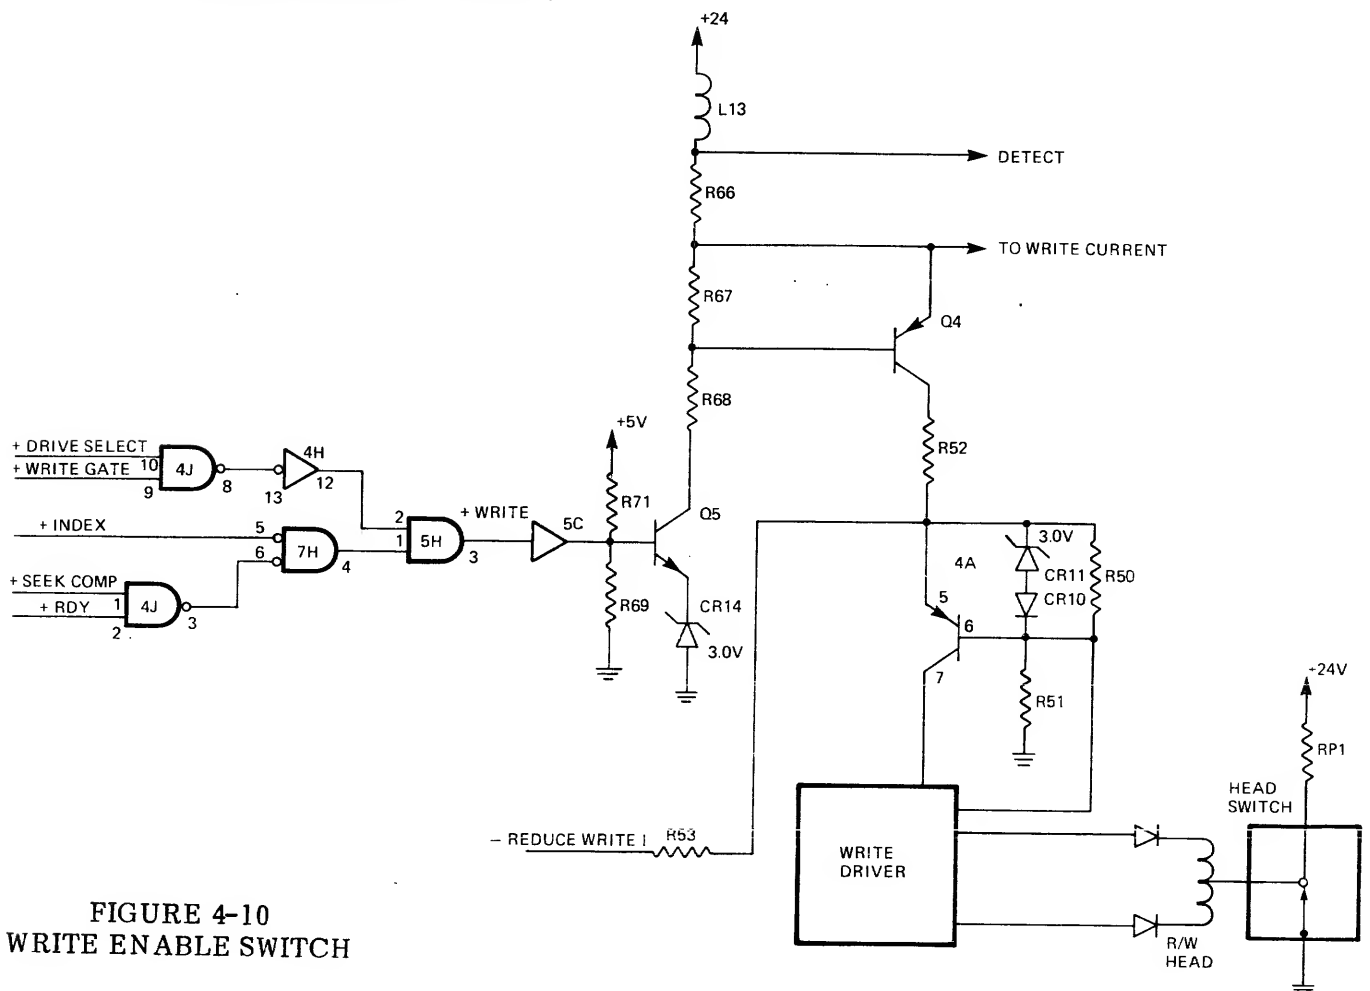 +24
L13
DETECT
R66
TO WRITE CURRENT
R67
Q4
R68
+5V
R52
+ DRIVE SELECT
+ WRITE GATE
10
9
4J
8
4H
13
12
R71
Q5
+ INDEX
5
6
7H
4
2
1
5H
3
+ WRITE
5C
3.0V
4A
CR11
R50
CR10
5
6
7
+ SEEK COMP
+ RDY
1
2
4J
3
R69
CR14
3.0V
R51
+24V
RP1
HEAD
SWITCH
− REDUCE WRITE I
R53
WRITE
DRIVER
R/W
HEAD
FIGURE 4-10
WRITE ENABLE SWITCH